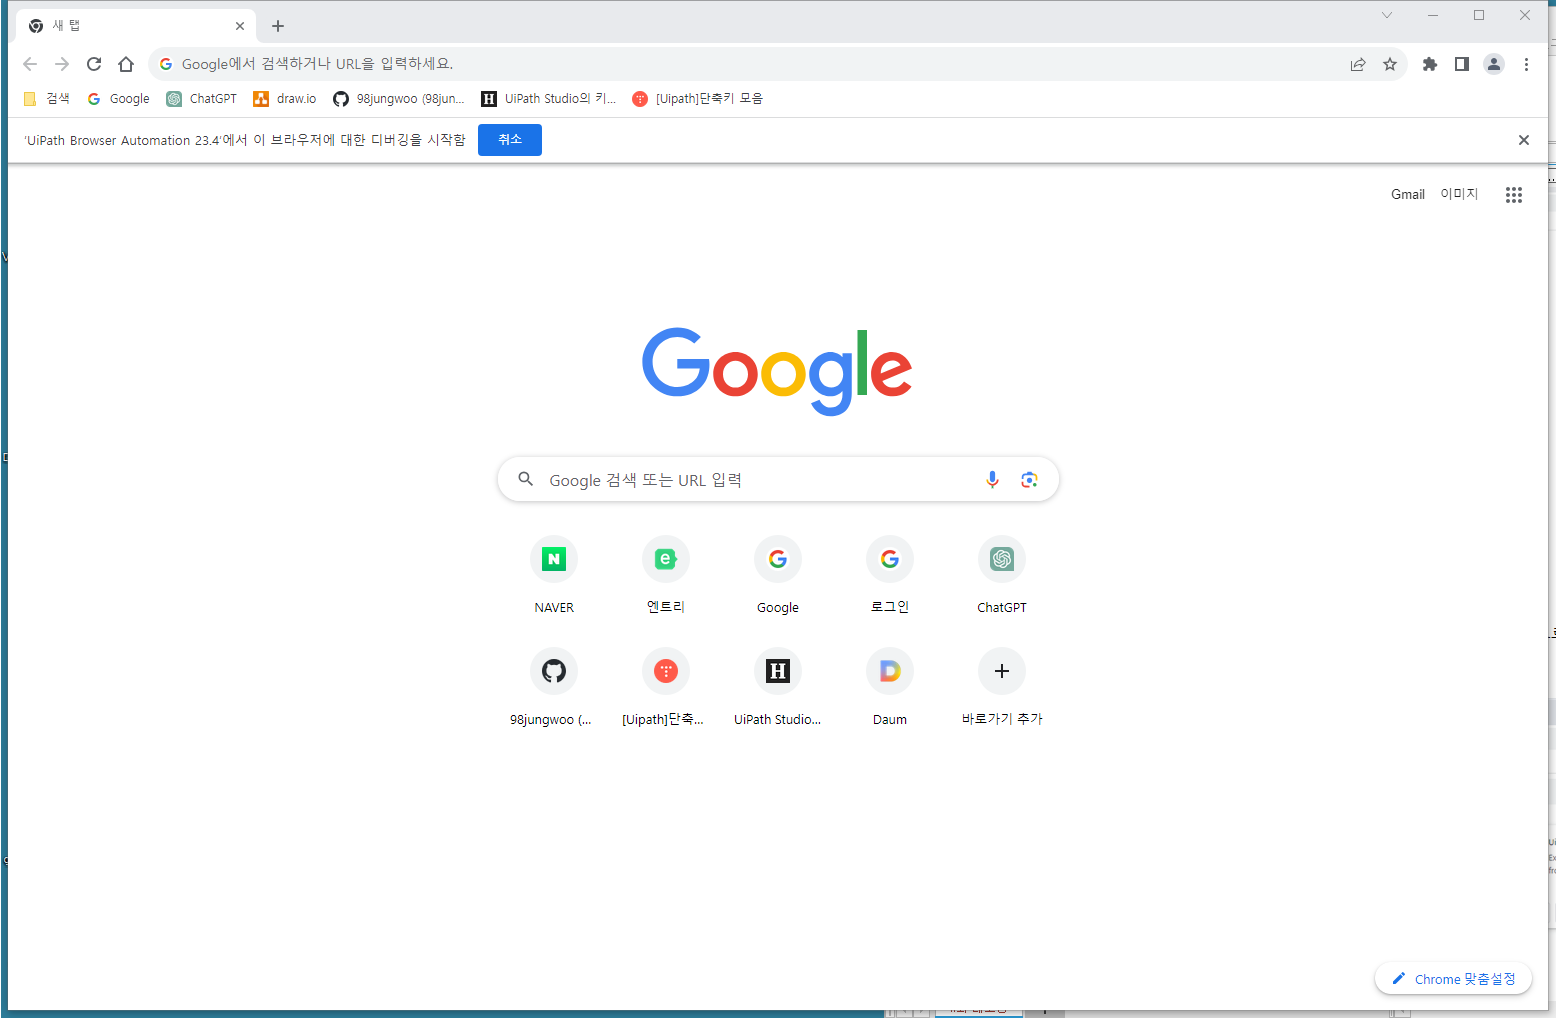 새 탭
Google에서 검색하거나 URL을 입력하세요.
검색 Google ChatGPT draw.io 98jungwoo (98jun... UiPath Studio의 키... [Uipath]단축키 모음
'UiPath Browser Automation 23.4'에서 이 브라우저에 대한 디버깅을 시작함 취소
Gmail 이미지
Google
Google 검색 또는 URL 입력
NAVER 엔트리 Google 로그인 ChatGPT
98jungwoo (... [Uipath]단축... UiPath Studio... Daum 바로가기 추가
Chrome 맞춤설정